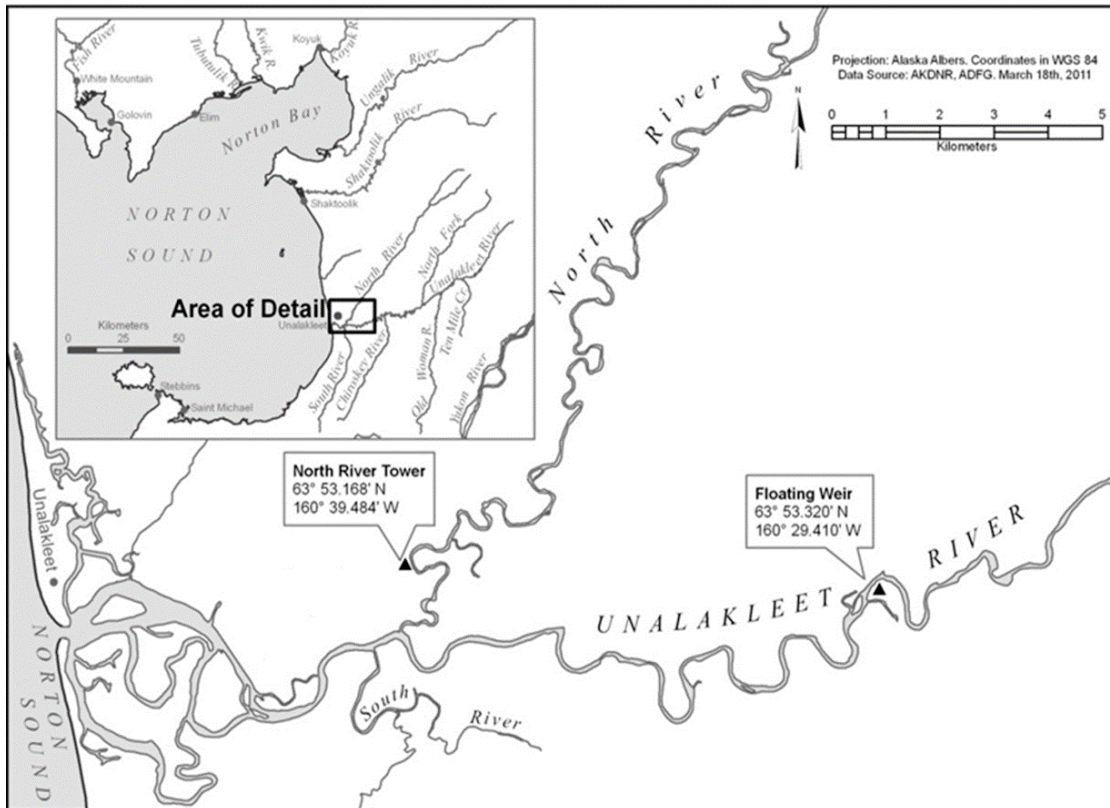 Projection: Alaska Albers. Coordinates in WGS 84
Data Source: AKDNR, ADFG. March 18th, 2011
N
0 1 2 3 4 5
Kilometers
Fish River
White Mountain
Golovin
Tubutulik R.
Kwik R.
Koyuk
Koyuk R.
Elim
Norton Bay
Ungalik River
Shaktoolik River
Shaktoolik
NORTON
SOUND
North River
North Fork
Unalakleet River
Area of Detail
Unalakleet
Kilometers
0 25 50
Stebbins
Saint Michael
South River
Chiroskey River
Old Woman R.
Ten Mile Cr.
Yukon River
North River
North River Tower
63° 53.168' N
160° 39.484' W
Floating Weir
63° 53.320' N
160° 29.410' W
Unalakleet
UNALAKLEET RIVER
South River
NORTON
SOUND